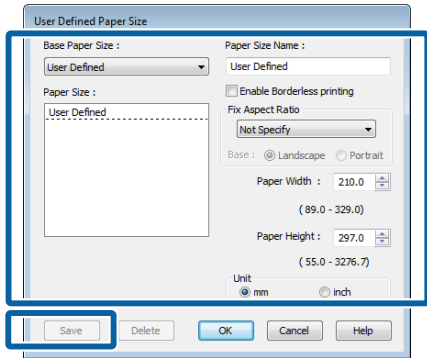 User Defined Paper Size
Base Paper Size :
User Defined
Paper Size :
User Defined
Paper Size Name :
User Defined
Enable Borderless printing
Fix Aspect Ratio
Not Specify
Base : Landscape Portrait
Paper Width : 210.0
( 89.0 - 329.0)
Paper Height : 297.0
( 55.0 - 3276.7)
Unit
mm inch
Save Delete OK Cancel Help